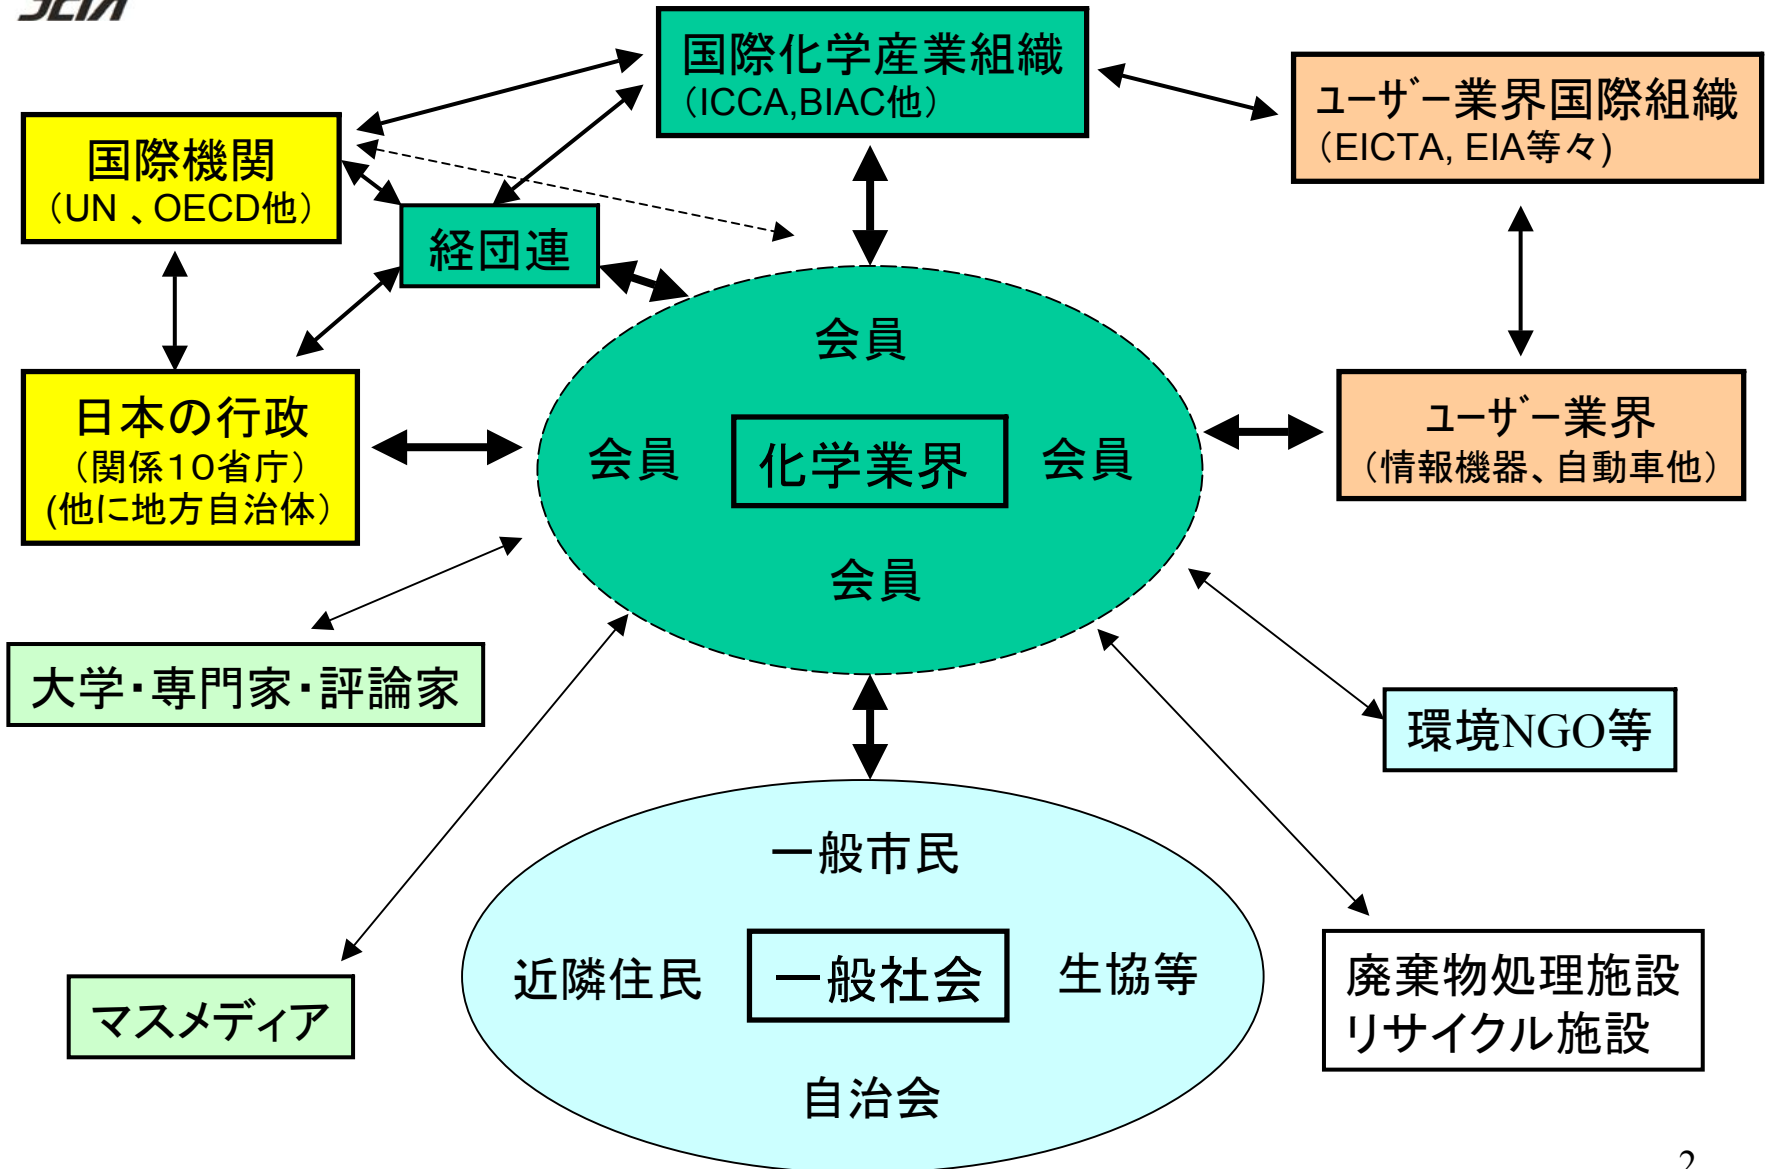 国際化学産業組織
（ICCA,BIAC他）
ﾕｰｻﾞｰ業界国際組織
（EICTA, EIA等々)
国際機関
（UN 、OECD他）
経団連
会員
日本の行政
（関係１０省庁）
(他に地方自治体）
会員
化学業界
会員
ﾕｰｻﾞｰ業界
（情報機器、自動車他）
会員
大学・専門家・評論家
環境NGO等
一般市民
近隣住民
一般社会
生協等
廃棄物処理施設
リサイクル施設
マスメディア
自治会
2